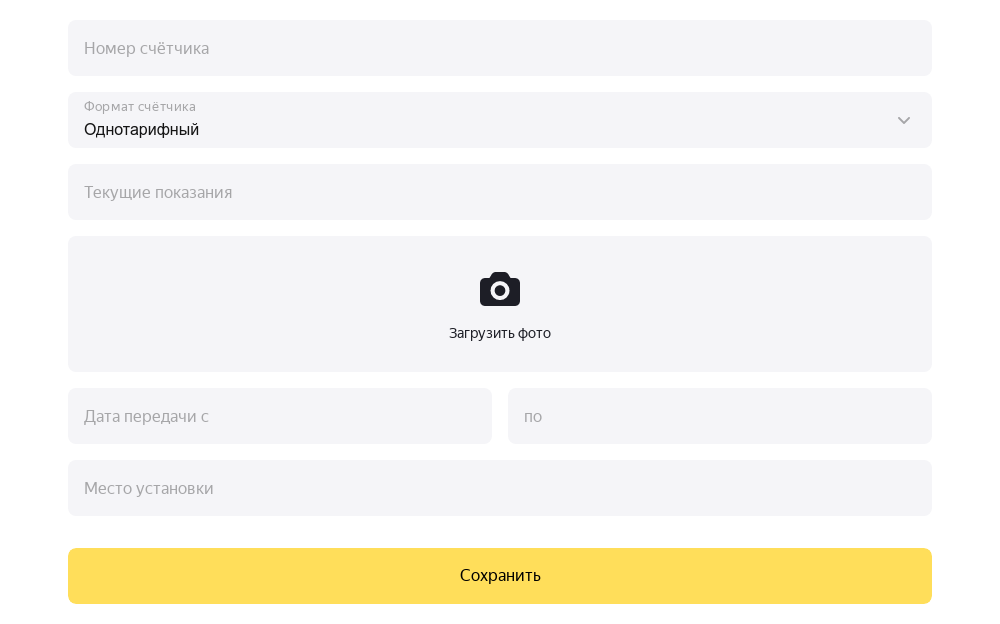 Номер счётчика
Формат счётчика
Однотарифный
Текущие показания
Загрузить фото
Дата передачи с
по
Место установки
Сохранить